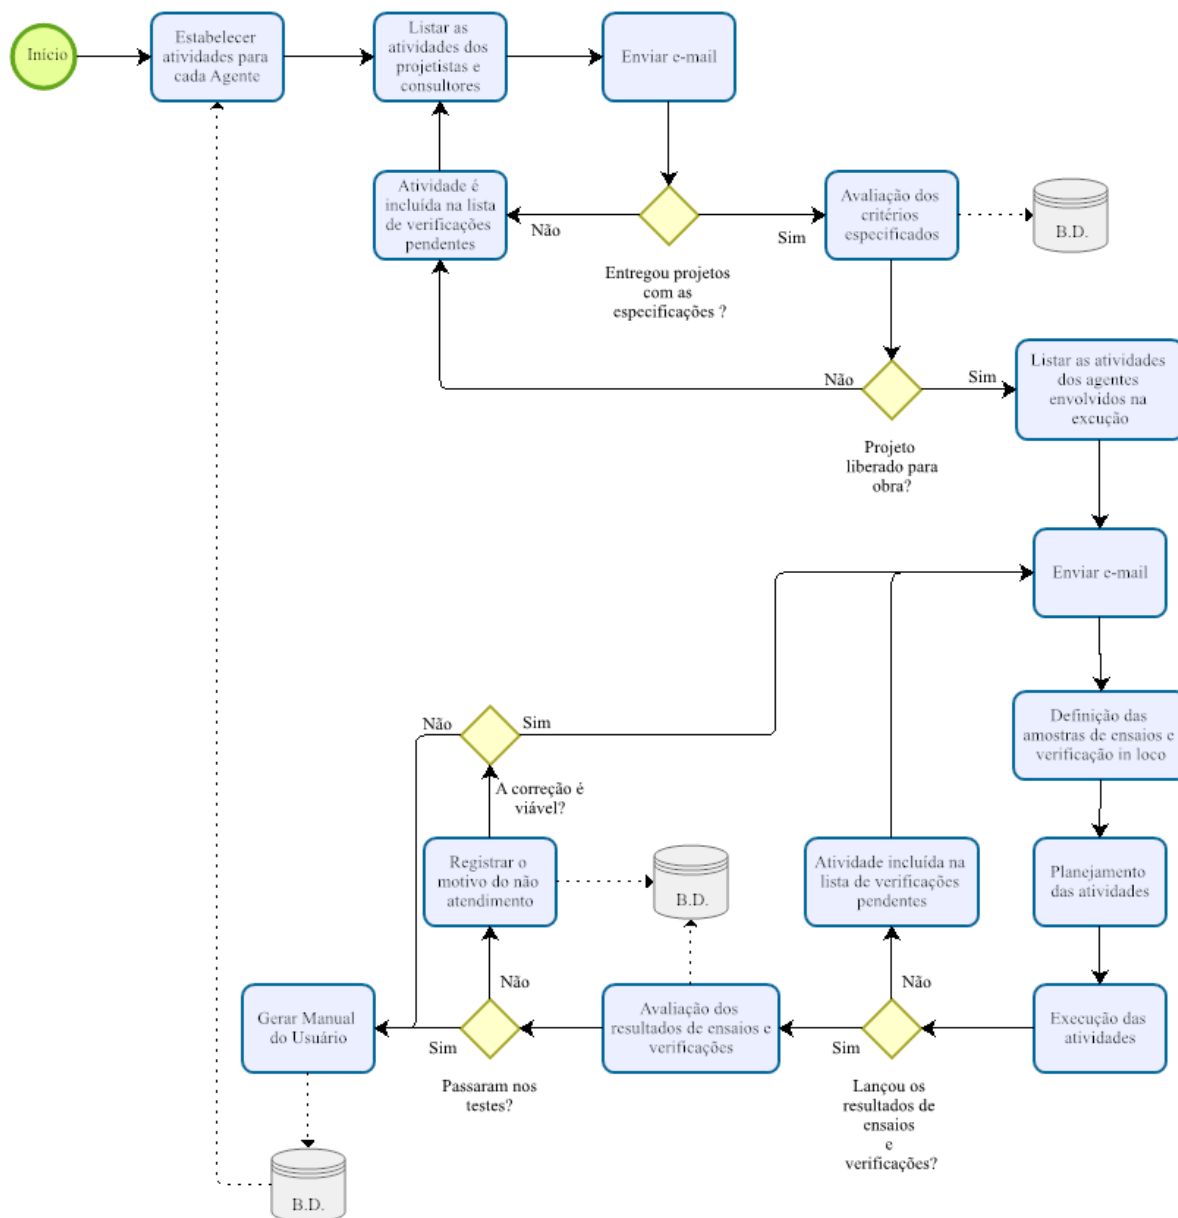 Início
Estabelecer
atividades para
cada Agente
Listar as
atividades dos
projetistas e
consultores
Enviar e-mail
Atividade é
incluída na lista
de verificações
pendentes
Não
Sim
Entregou projetos
com as
especificações ?
Avaliação dos
critérios
especificados
B.D.
Não
Sim
Projeto
liberado para
obra?
Listar as atividades
dos agentes
envolvidos na
excução
Enviar e-mail
Definição das
amostras de ensaios e
verificação in loco
Planejamento
das atividades
Execução das
atividades
Não
Sim
A correção é
viável?
Registrar o
motivo do não
atendimento
B.D.
Atividade incluída na
lista de verificações
pendentes
Não
Não
Gerar Manual
do Usuário
Sim
Passaram nos
testes?
Avaliação dos
resultados de ensaios e
verificações
Sim
Lançou os
resultados de
ensaios
e
verificações?
B.D.